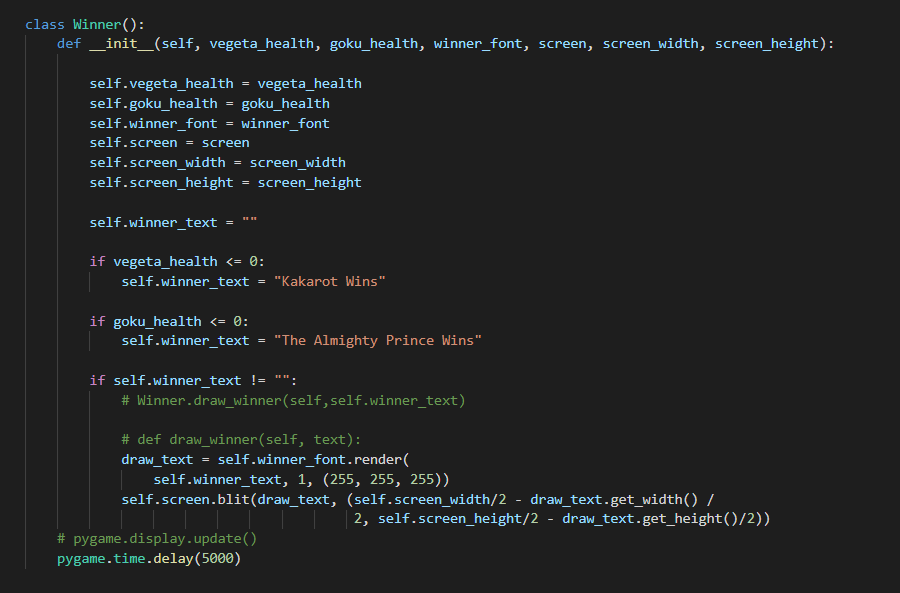 class Winner():
    def __init__(self, vegeta_health, goku_health, winner_font, screen, screen_width, screen_height):

        self.vegeta_health = vegeta_health
        self.goku_health = goku_health
        self.winner_font = winner_font
        self.screen = screen
        self.screen_width = screen_width
        self.screen_height = screen_height

        self.winner_text = ""

        if vegeta_health <= 0:
            self.winner_text = "Kakarot Wins"

        if goku_health <= 0:
            self.winner_text = "The Almighty Prince Wins"

        if self.winner_text != "":
            # Winner.draw_winner(self,self.winner_text)

            # def draw_winner(self, text):
            draw_text = self.winner_font.render(
                self.winner_text, 1, (255, 255, 255))
            self.screen.blit(draw_text, (self.screen_width/2 - draw_text.get_width() /
                                         2, self.screen_height/2 - draw_text.get_height()/2))
    # pygame.display.update()
    pygame.time.delay(5000)